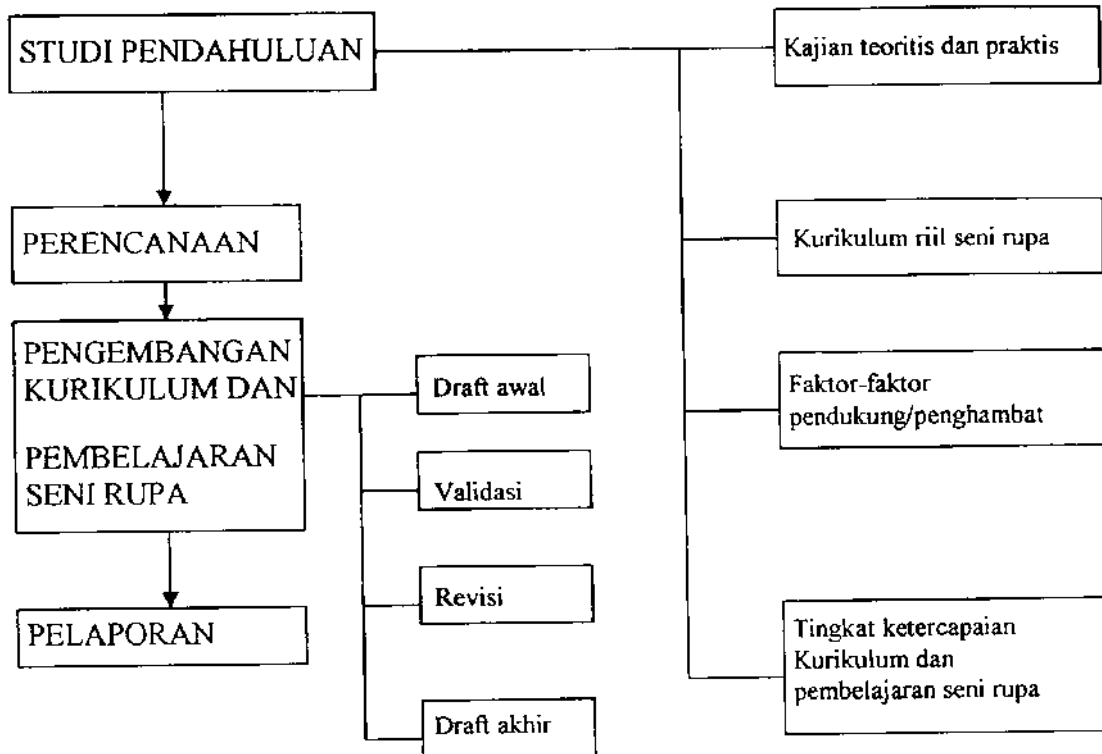 STUDI PENDAHULUAN
Kajian teoritis dan praktis
PERENCANAAN
Kurikulum riil seni rupa
PENGEMBANGAN
KURIKULUM DAN
PEMBELAJARAN
SENI RUPA
Draft awal
Validasi
Revisi
Draft akhir
Faktor-faktor
pendukung/penghambat
PELAPORAN
Tingkat ketercapaian
Kurikulum dan
pembelajaran seni rupa